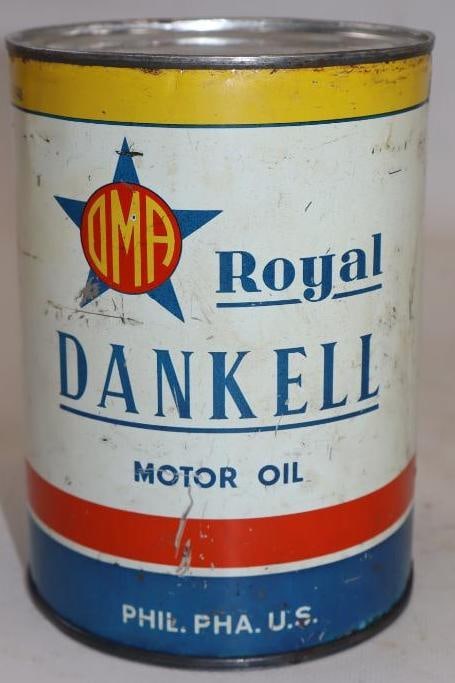 OMA
Royal
DANKELL
MOTOR OIL
PHIL. PHA. U.S.